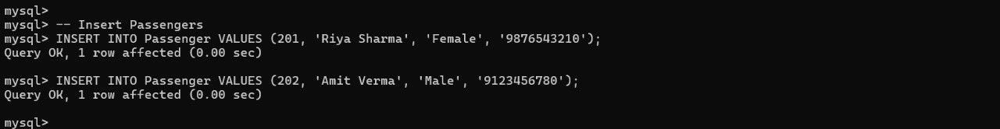 mysql>
mysql> -- Insert Passengers
mysql> INSERT INTO Passenger VALUES (201, 'Riya Sharma', 'Female', '9876543210');
Query OK, 1 row affected (0.00 sec)
mysql> INSERT INTO Passenger VALUES (202, 'Amit Verma', 'Male', '9123456780');
Query OK, 1 row affected (0.00 sec)
mysql>